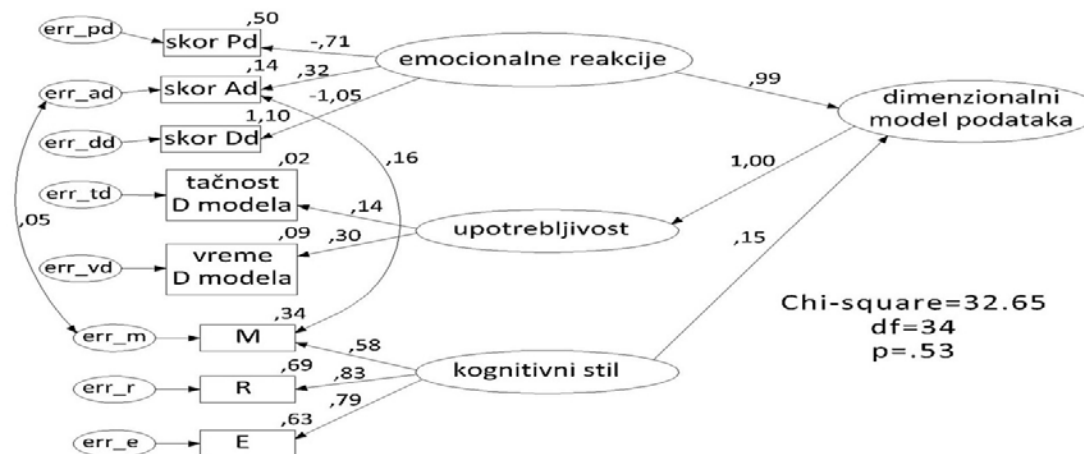 err_pd
,50
skor Pd
-,71
emocionalne reakcije
,14
,32
,99
err_ad
skor Ad
-1,05
dimenzionalni
model podataka
1,10
err_dd
skor Dd
,16
,02
1,00
err_td
tačnost
D modela
,14
,05
upotrebljivost
,15
,09
,30
err_vd
vreme
D modela
Chi-square=32.65
df=34
p=.53
,34
err_m
M
,58
kognitivni stil
,69
,83
err_r
R
,79
,63
err_e
E